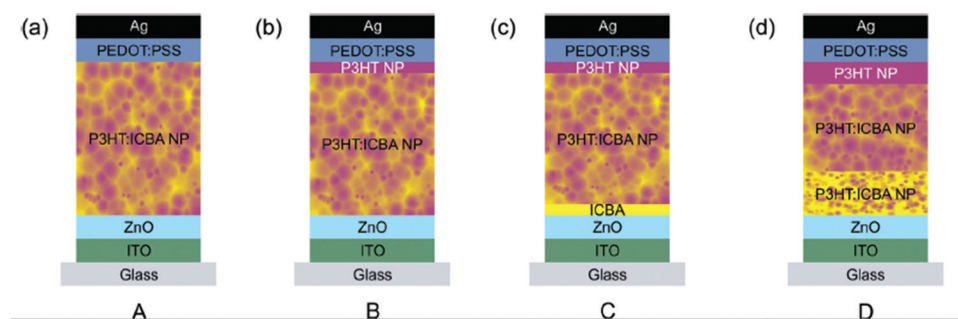 (a)
Ag
PEDOT:PSS
P3HT:ICBA NP
ZnO
ITO
Glass
A
(b)
Ag
PEDOT:PSS
P3HT NP
P3HT:ICBA NP
ZnO
ITO
Glass
B
(c)
Ag
PEDOT:PSS
P3HT NP
P3HT:ICBA NP
ICBA
ZnO
ITO
Glass
C
(d)
Ag
PEDOT:PSS
P3HT NP
P3HT:ICBA NP
P3HT:ICBA NP
ZnO
ITO
Glass
D